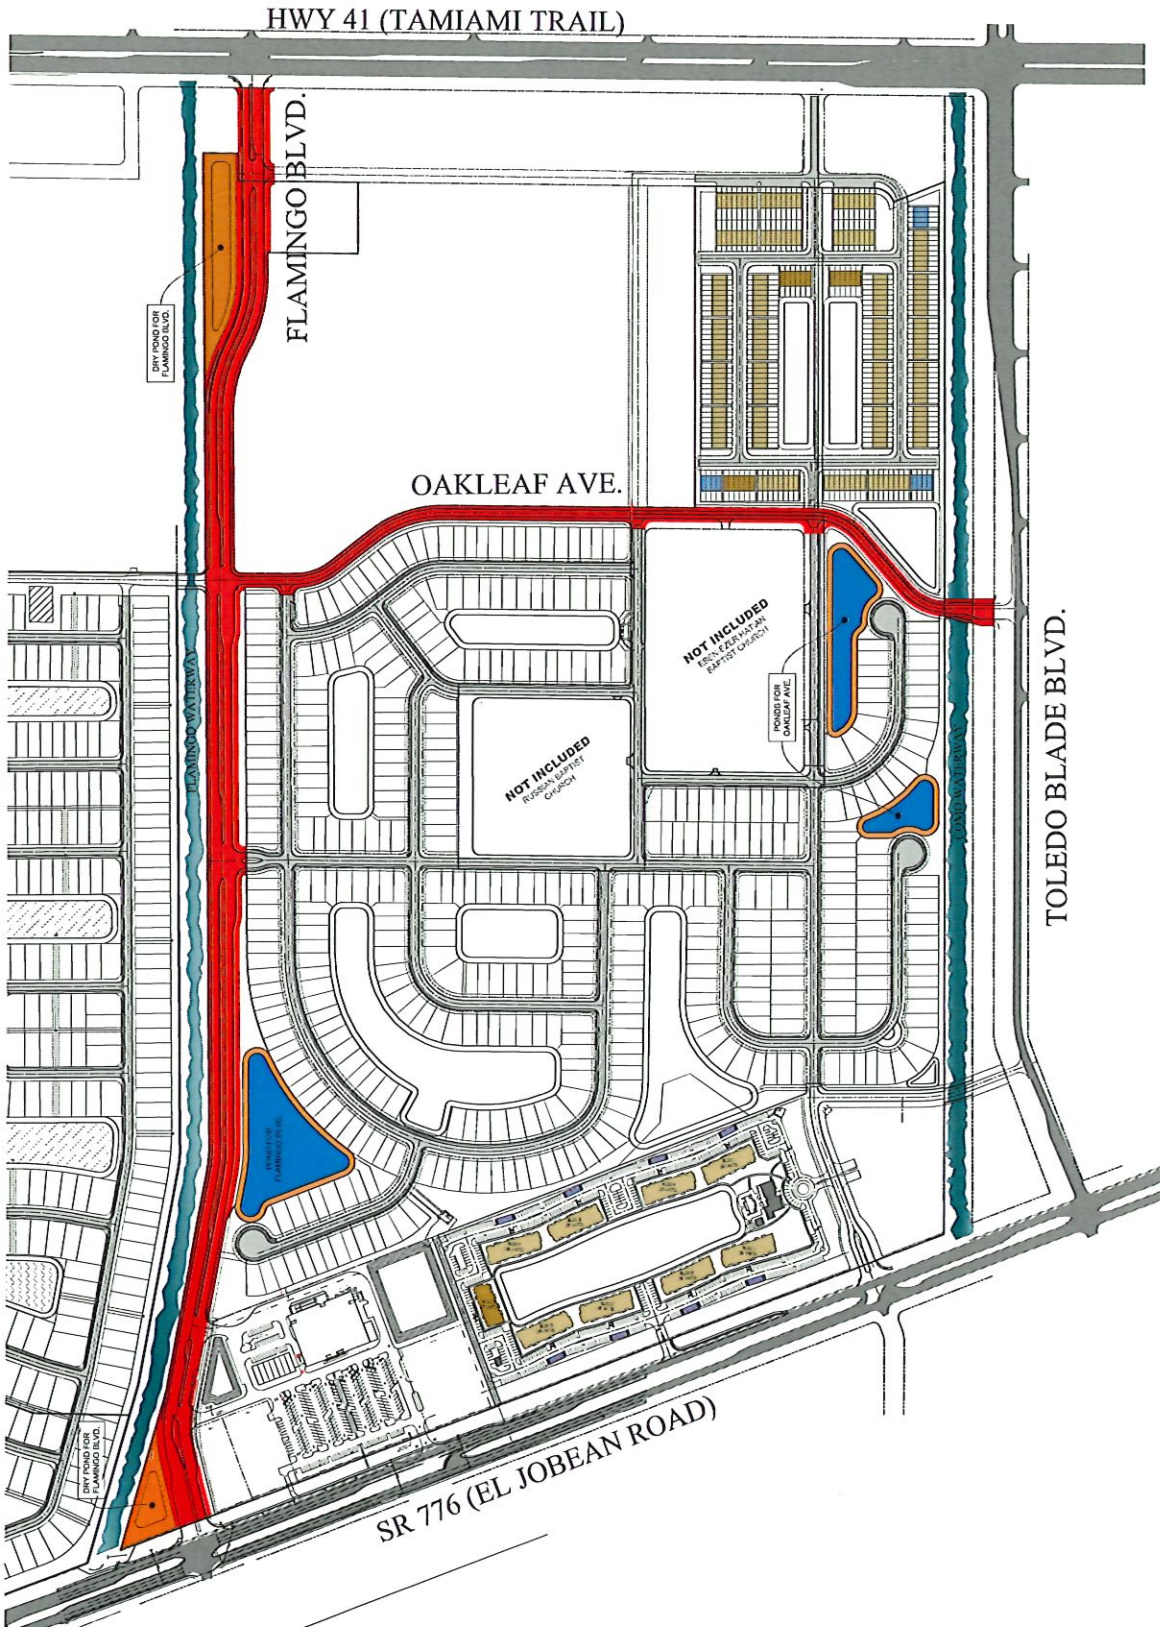 HWY 41 (TAMIAMI TRAIL)
FLAMINGO BLVD.
DRY POND FOR
FLAMINGO BLVD.
OAKLEAF AVE.
NOT INCLUDED
BAPTIST CHURCH
PONDS FOR
OAKLEAF AVE.
FLAMINGO WATERWAY
NOT INCLUDED
RUSSIAN BAPTIST
CHURCH
COMO WATERWAY
TOLEDO BLADE BLVD.
POND FOR
FLAMINGO BLVD.
DRY POND FOR
FLAMINGO BLVD.
SR 776 (EL JOBEAN ROAD)